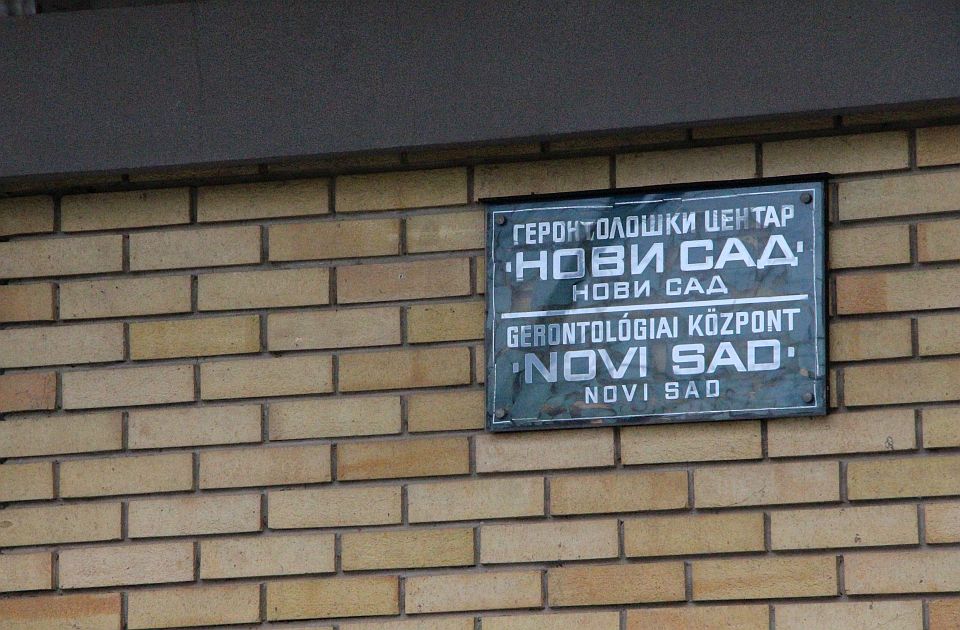 ГЕРОНТОЛОШКИ ЦЕНТАР
·НОВИ САД·
НОВИ САД
GERONTOLÓGIAI KÖZPONT
·NOVI SAD·
NOVI SAD